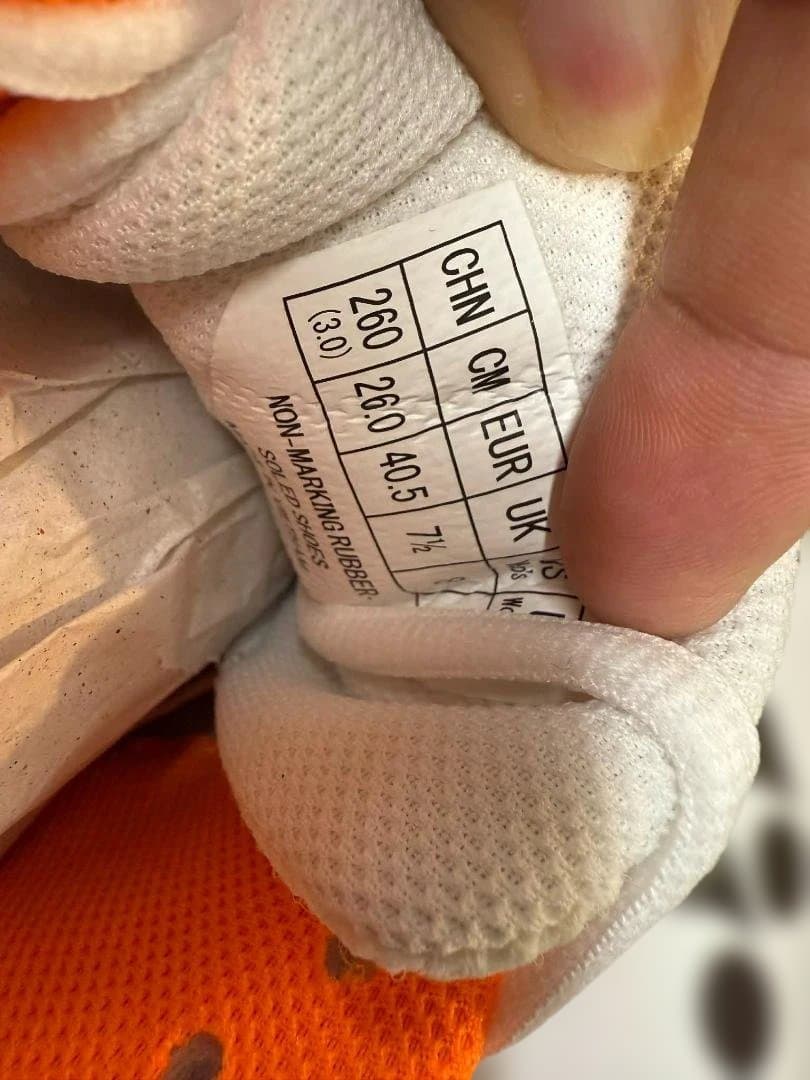 CHN CM EUR UK
260 26.0 40.5 7½
(3.0)
NON-MARKING RUBBER
SOLED SHOES